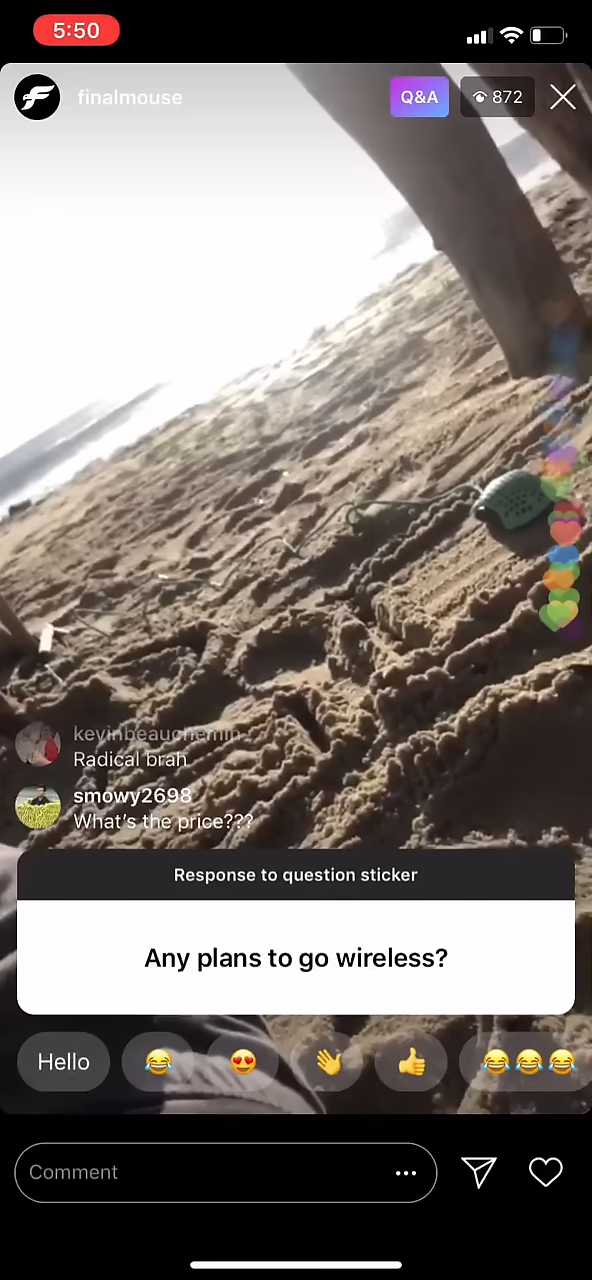 5:50
finalmouse
Q&A
872
kevinbeauchemin
Radical brah
smowy2698
What's the price???
Response to question sticker
Any plans to go wireless?
Hello
😂
😍
👋
👍
😂😂😂
Comment